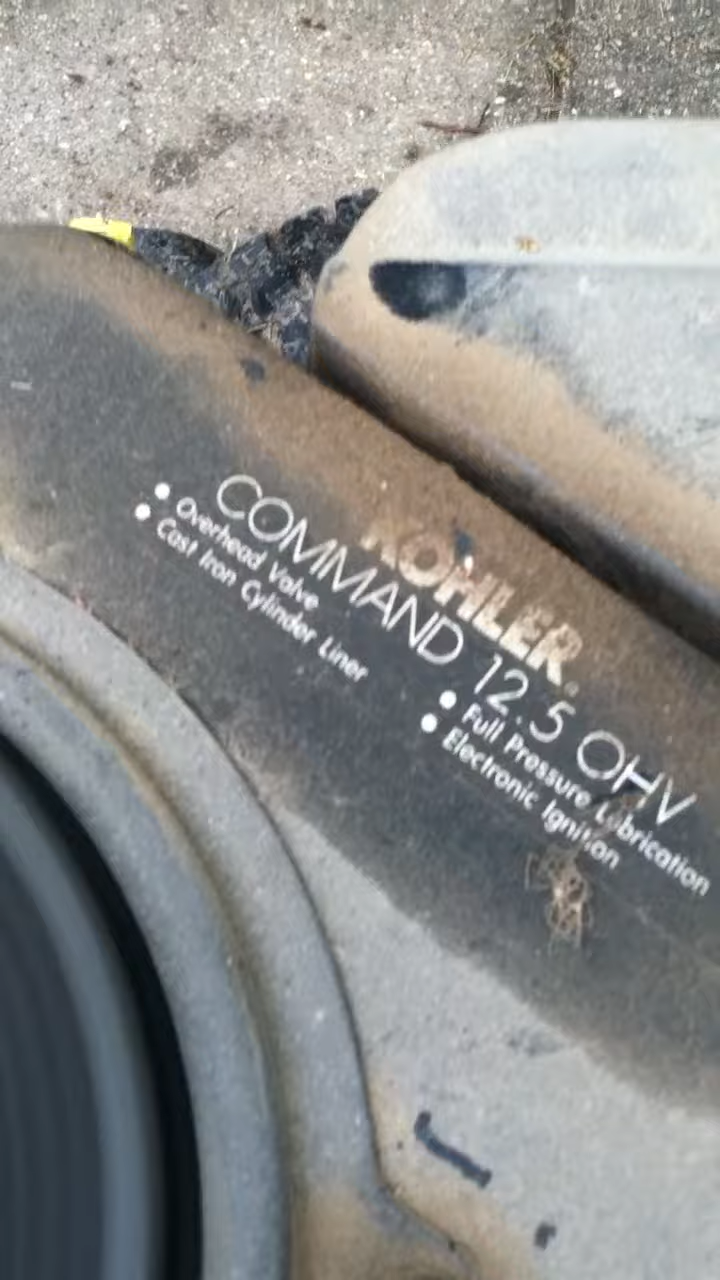 KOHLER
COMMAND 12.5 OHV
• Overhead Valve
• Cast Iron Cylinder Liner
• Full Pressure Lubrication
• Electronic Ignition